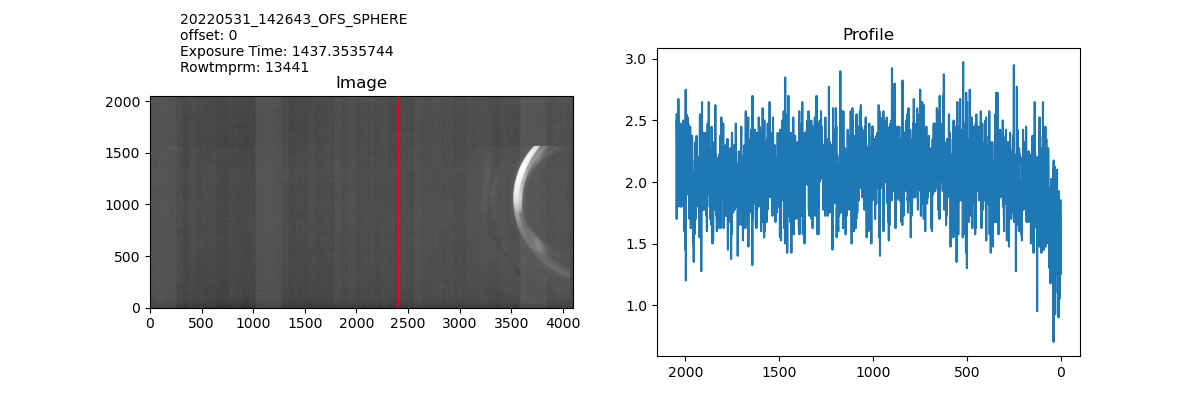 20220531_142643_OFS_SPHERE
offset: 0
Exposure Time: 1437.3535744
Rowtmprm: 13441
Image
2000
1500
1000
500
0
0 500 1000 1500 2000 2500 3000 3500 4000
Profile
3.0
2.5
2.0
1.5
1.0
2000 1500 1000 500 0